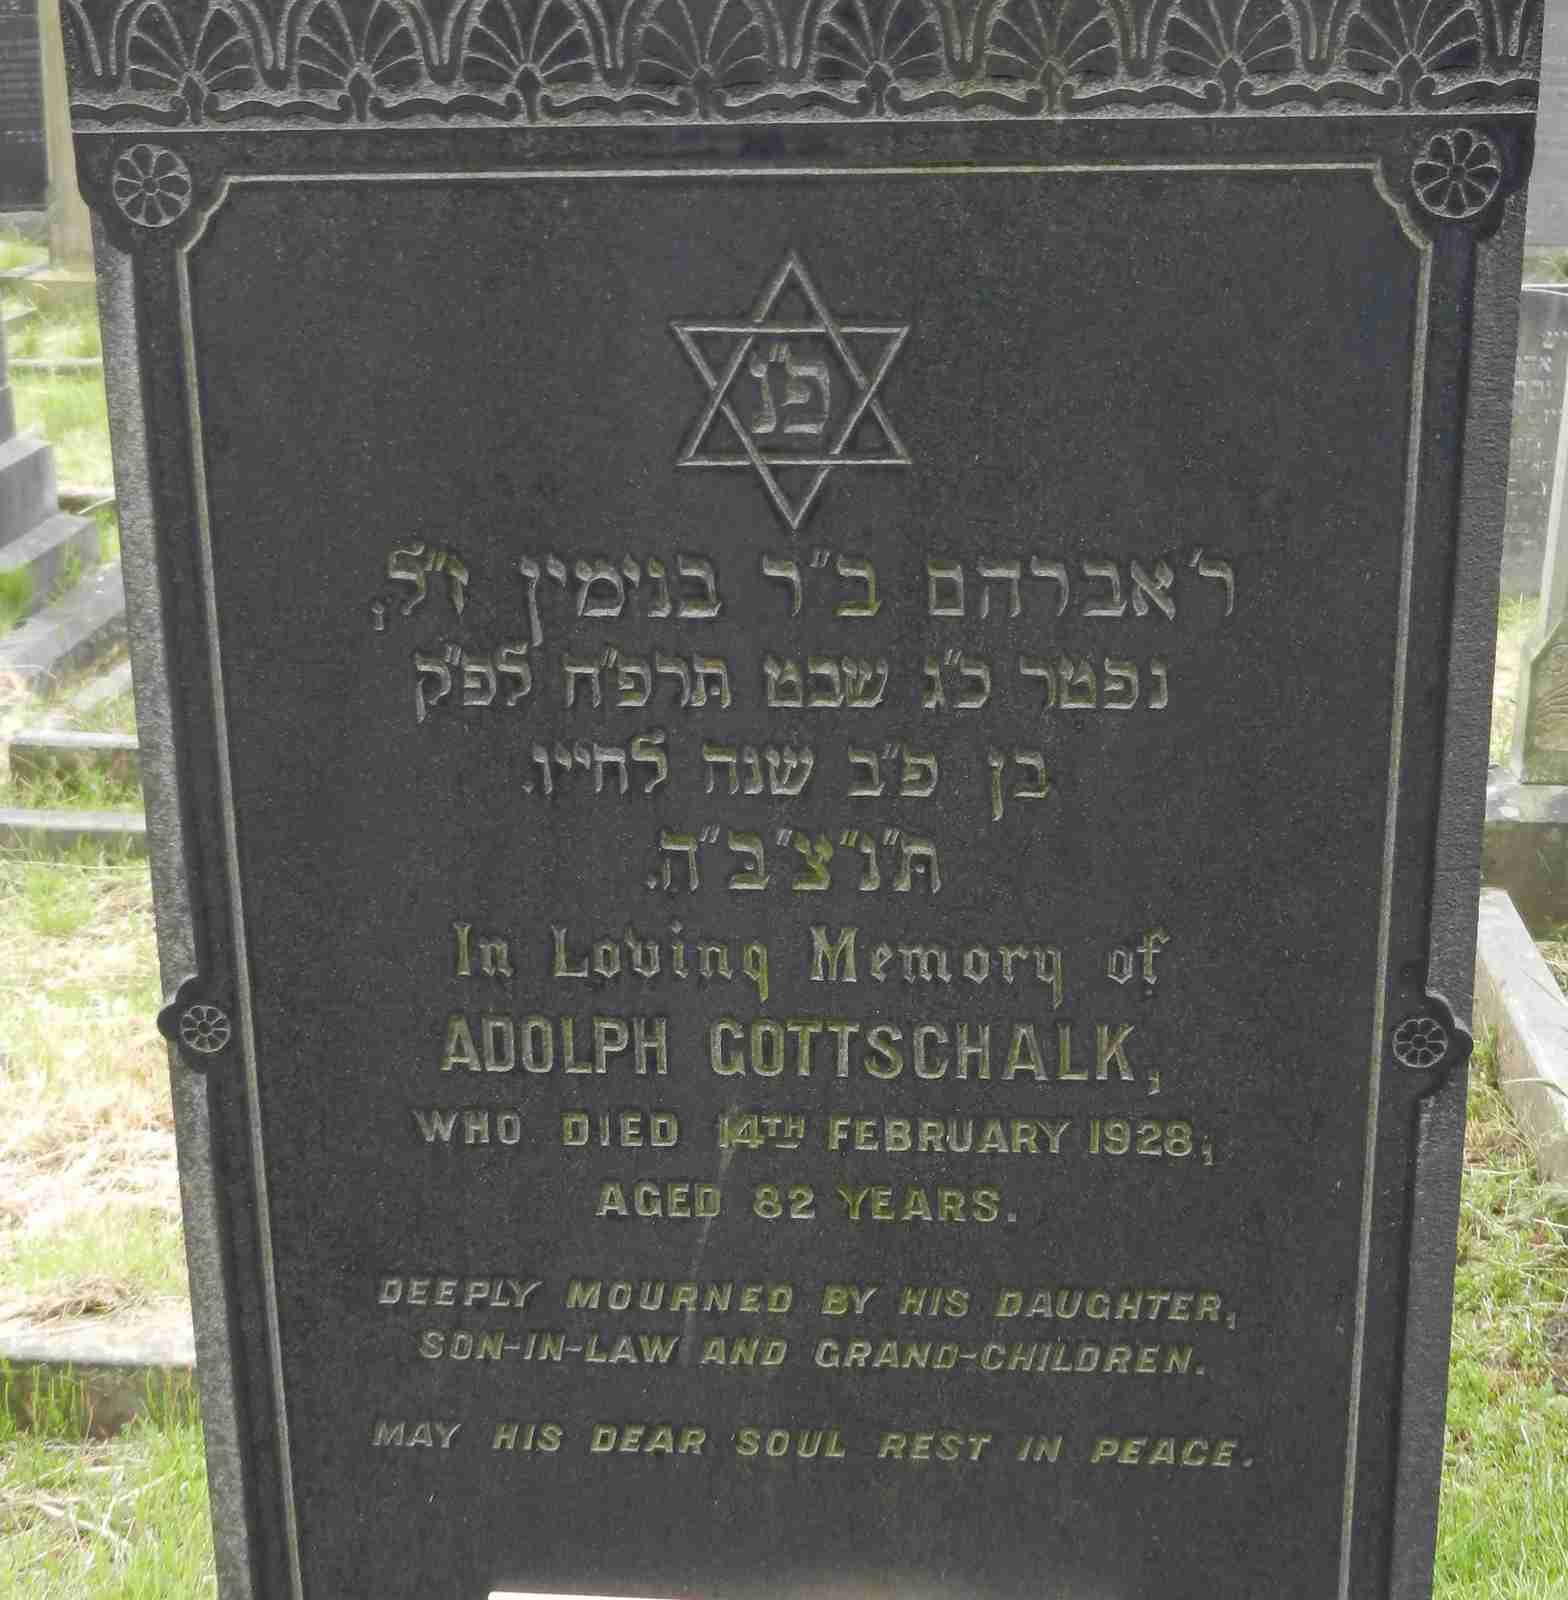 פ"נ
ר' אברהם ב"ר בנימין ז"ל,
נפטר כ"ג שבט תרפ"ח לפ"ק
בן פ"ב שנה לחייו.
ת"נ"צ"ב"ה.
In Loving Memory of
ADOLPH GOTTSCHALK,
WHO DIED 14TH FEBRUARY 1928;
AGED 82 YEARS.
DEEPLY MOURNED BY HIS DAUGHTER,
SON-IN-LAW AND GRAND-CHILDREN.
MAY HIS DEAR SOUL REST IN PEACE.